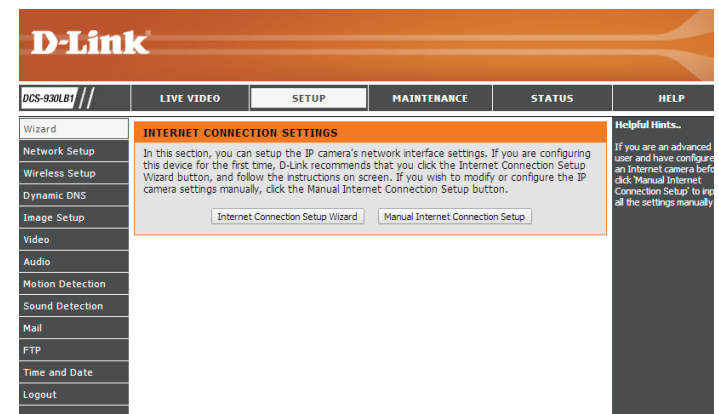 D-Link
DCS-930LB1 //
LIVE VIDEO SETUP MAINTENANCE STATUS HELP
Wizard
Network Setup
Wireless Setup
Dynamic DNS
Image Setup
Video
Audio
Motion Detection
Sound Detection
Mail
FTP
Time and Date
Logout
INTERNET CONNECTION SETTINGS
In this section, you can setup the IP camera's network interface settings. If you are configuring
this device for the first time, D-Link recommends that you click the Internet Connection Setup
Wizard button, and follow the instructions on screen. If you wish to modify or configure the IP
camera settings manually, click the Manual Internet Connection Setup button.
Internet Connection Setup Wizard Manual Internet Connection Setup
Helpful Hints..
If you are an advanced
user and have configure
an Internet camera befo
click 'Manual Internet
Connection Setup' to inp
all the settings manually